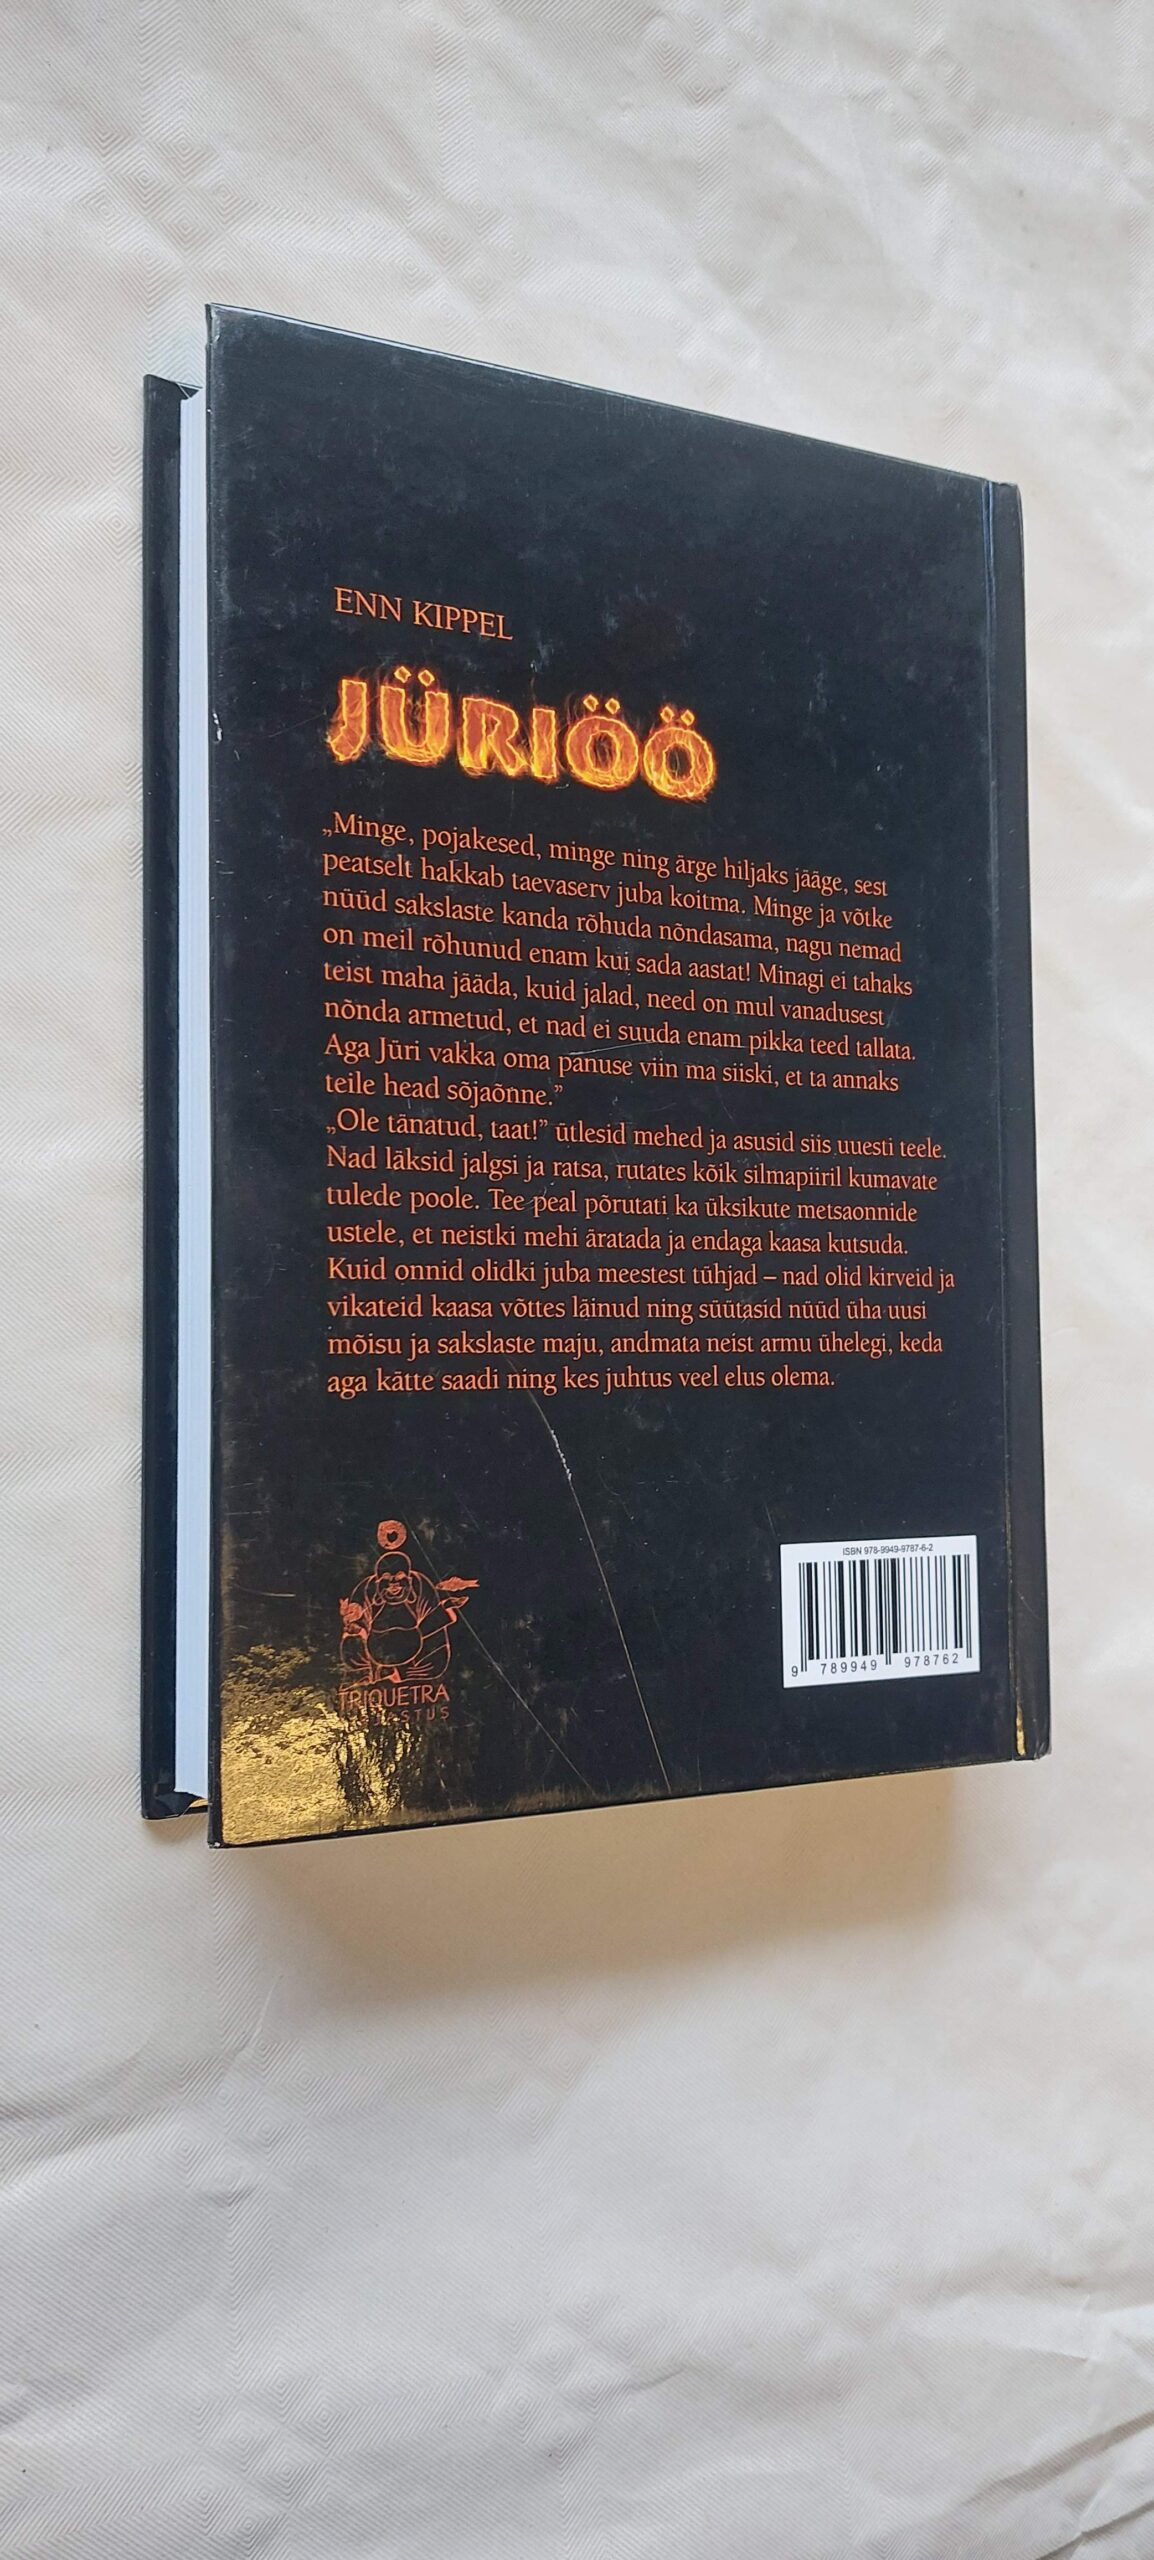 ENN KIPPEL
JÜRIÖÖ
„Minge, pojakesed, minge ning ärge hiljaks jääge, sest
peatselt hakkab taevaserv juba koitma. Minge ja võtke
nüüd sakslaste kanda rõhuda nõndasama, nagu nemad
on meil rõhunud enam kui sada aastat! Minagi ei tahaks
teist maha jääda, kuid jalad, need on mul vanadusest
nõnda armetud, et nad ei suuda enam pikka teed tallata.
Aga Jüri vakka oma panuse viin ma siiski, et ta annaks
teile head sõjaõnne.”
„Ole tänatud, taat!” ütlesid mehed ja asusid siis uuesti teele.
Nad läksid jalgsi ja ratsa, rutates kõik silmapiiril kumavate
tulede poole. Tee peal põrutati ka üksikute metsaonnide
ustele, et neistki mehi äratada ja endaga kaasa kutsuda.
Kuid onnid olidki juba meestest tühjad – nad olid kirveid ja
vikateid kaasa võttes läinud ning süütasid nüüd üha uusi
mõisu ja sakslaste maju, andmata neist armu ühelegi, keda
aga kätte saadi ning kes juhtus veel elus olema.
ISBN 978-9949-9787-6-2
9 789949 978762
TRIQUETRA